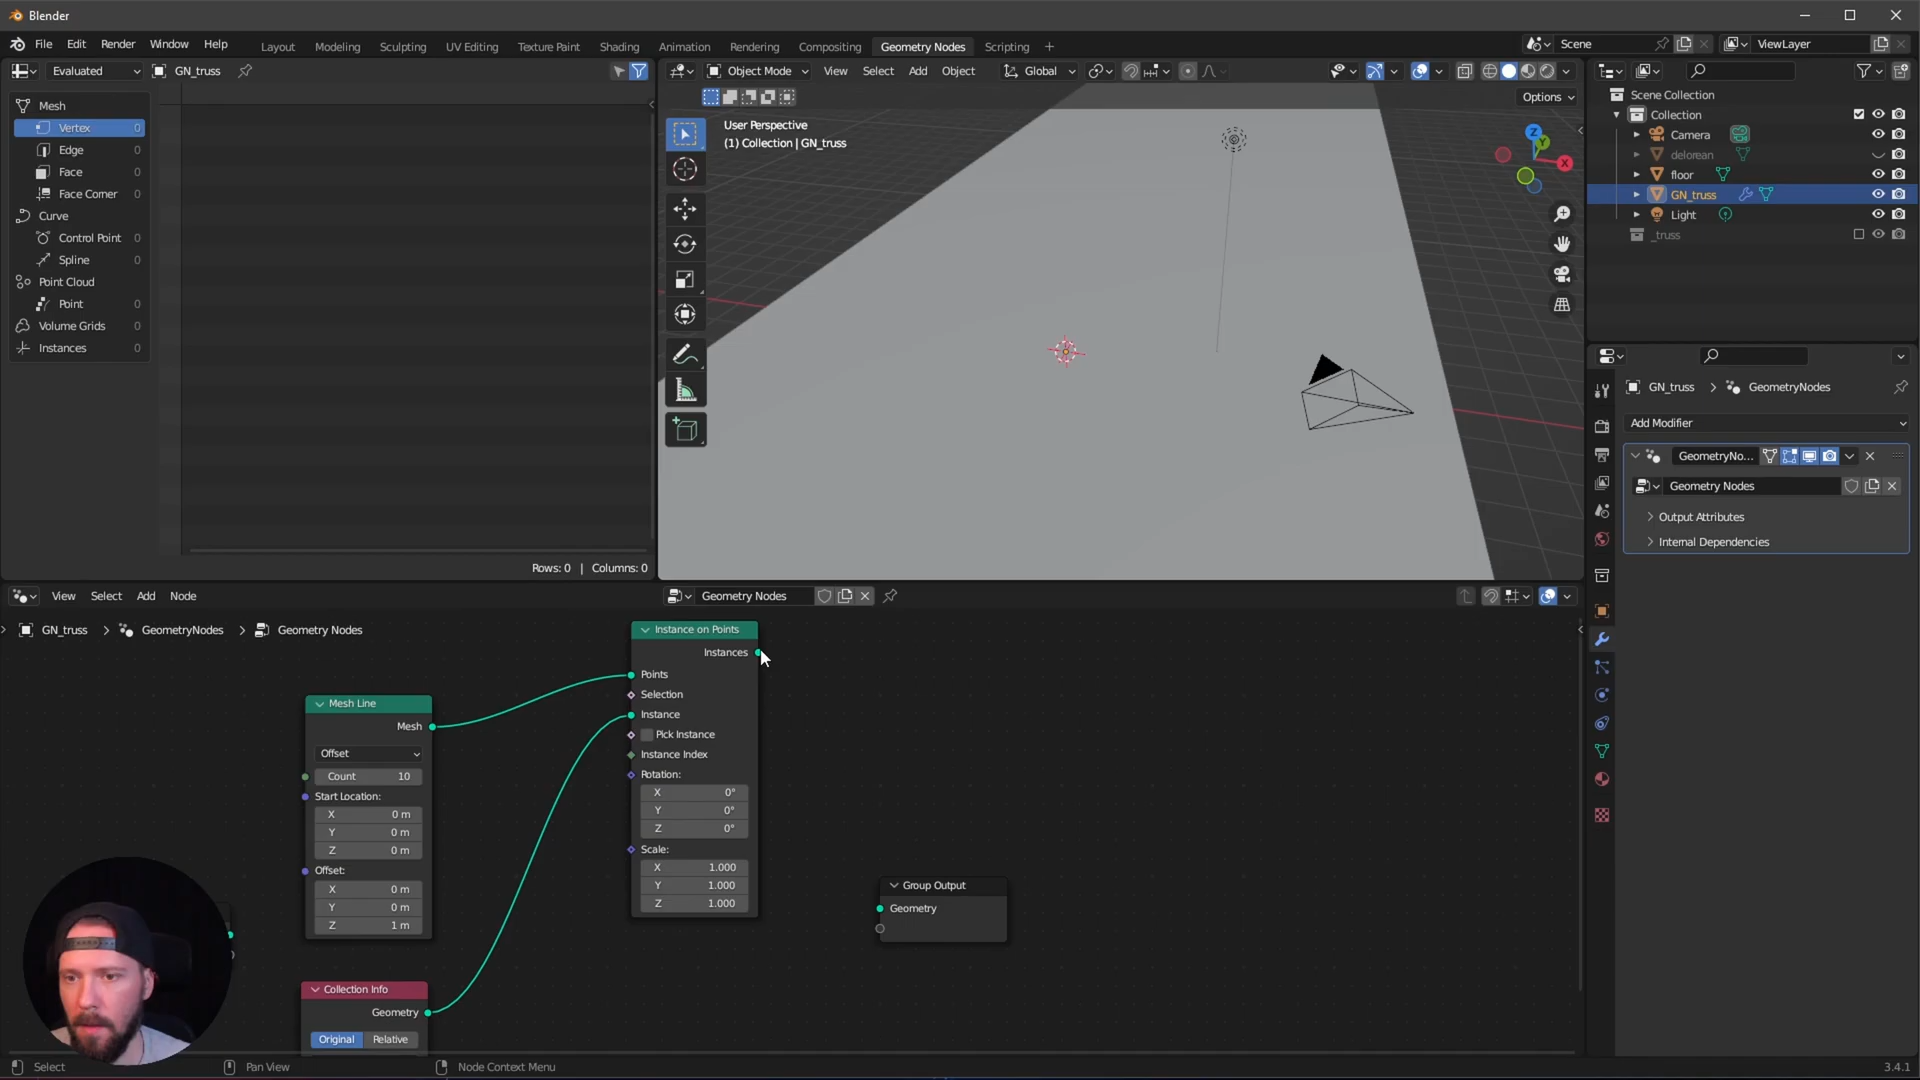 Blender
File Edit Render Window Help
Layout Modeling Sculpting UV Editing Texture Paint Shading Animation Rendering Compositing Geometry Nodes Scripting +
Scene
ViewLayer
Evaluated
GN_truss
Object Mode
View Select Add Object
Global
Options
Mesh
Vertex 0
Edge 0
Face 0
Face Corner 0
Curve
Control Point 0
Spline 0
Point Cloud
Point 0
Volume Grids 0
Instances 0
Rows: 0 | Columns: 0
User Perspective
(1) Collection | GN_truss
Z
Y
X
Scene Collection
Collection
Camera
delorean
floor
GN_truss
Light
_truss
GN_truss > GeometryNodes
Add Modifier
GeometryNo...
Geometry Nodes
Output Attributes
Internal Dependencies
View Select Add Node
Geometry Nodes
GN_truss > GeometryNodes > Geometry Nodes
Instance on Points
Instances
Points
Selection
Instance
Pick Instance
Instance Index
Rotation:
X 0°
Y 0°
Z 0°
Scale:
X 1.000
Y 1.000
Z 1.000
Mesh Line
Mesh
Offset
Count 10
Start Location:
X 0 m
Y 0 m
Z 0 m
Offset:
X 0 m
Y 0 m
Z 1 m
Collection Info
Geometry
Original Relative
Group Output
Geometry
Select
Pan View
Node Context Menu
3.4.1